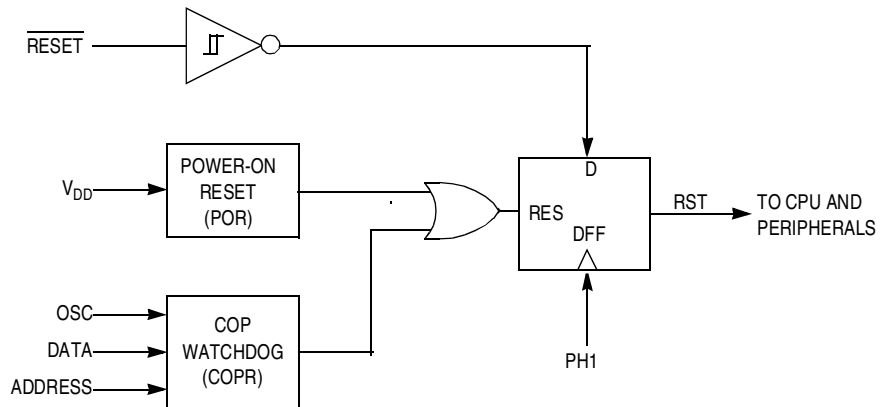 RESET
POWER-ON
RESET
(POR)
VDD
D
RES
DFF
RST
TO CPU AND
PERIPHERALS
OSC
DATA
ADDRESS
COP
WATCHDOG
(COPR)
PH1